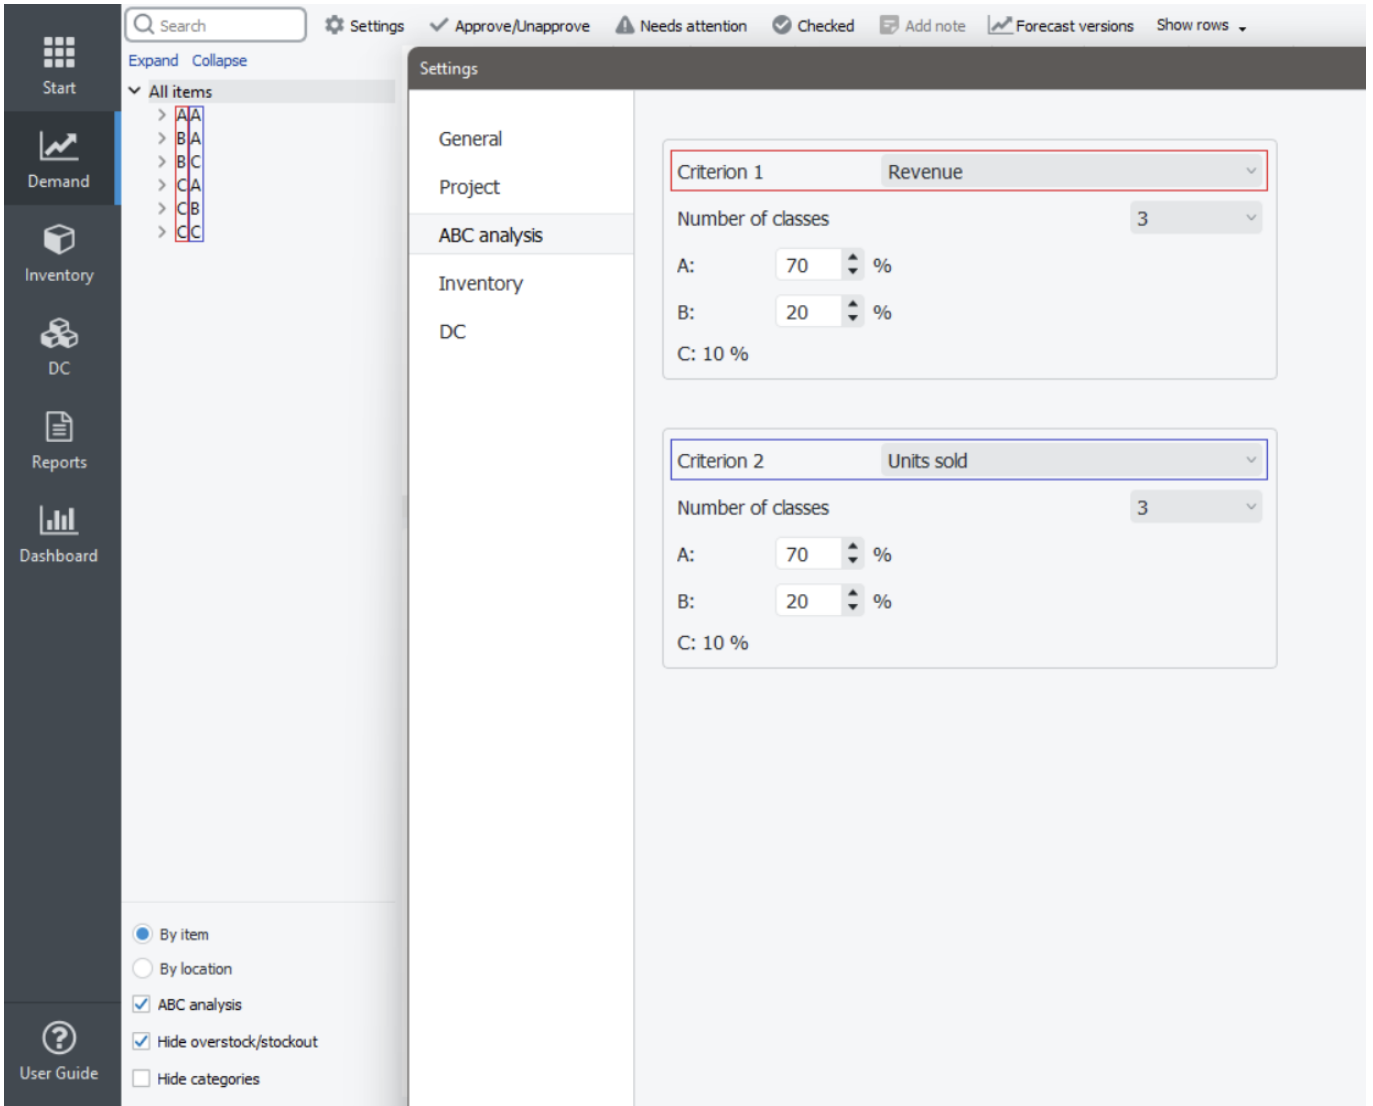 Search
Settings
Approve/Unapprove
Needs attention
Checked
Add note
Forecast versions
Show rows
Start
Demand
Inventory
DC
Reports
Dashboard
User Guide
Expand Collapse
All items
AA
BA
BC
CA
CB
CC
By item
By location
ABC analysis
Hide overstock/stockout
Hide categories
Settings
General
Project
ABC analysis
Inventory
DC
Criterion 1 Revenue
Number of classes 3
A: 70 %
B: 20 %
C: 10 %
Criterion 2 Units sold
Number of classes 3
A: 70 %
B: 20 %
C: 10 %